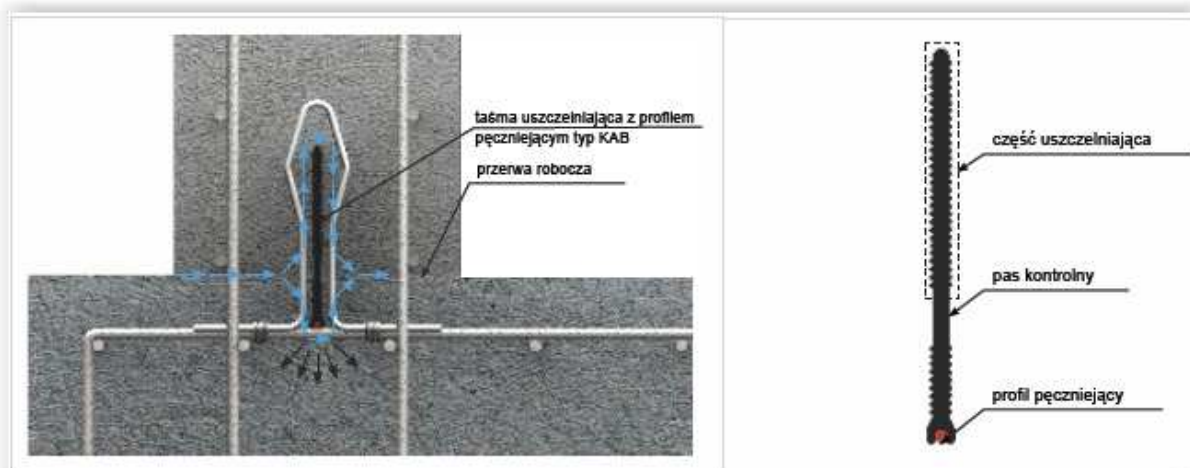 taśma uszczelniająca z profilem
pęczniejącym typ KAB
przerwa robocza
część uszczelniająca
pas kontrolny
profil pęczniejący